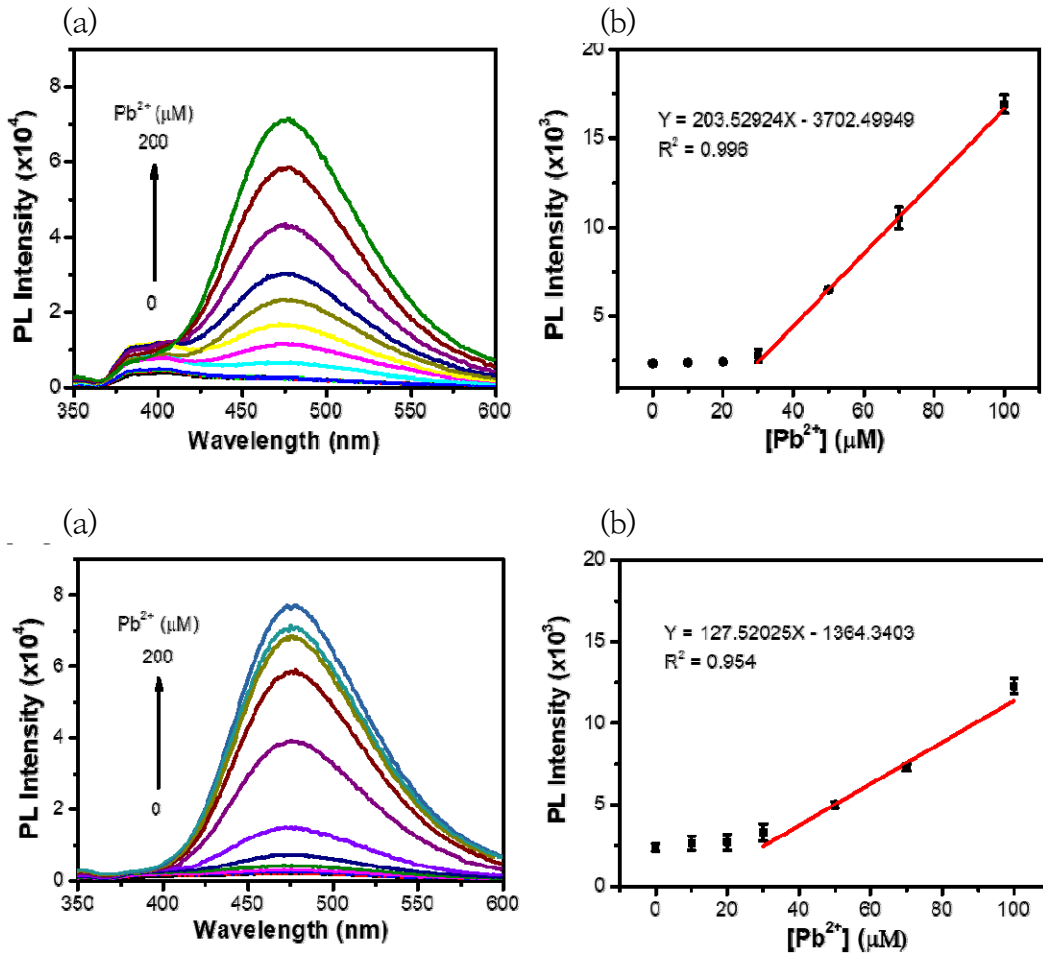 (a)
(b)
8
6
4
2
0
350
400
450
500
550
600
PL Intensity (x10⁴)
Wavelength (nm)
Pb²⁺ (μM)
200
0
20
15
10
5
0
20
40
60
80
100
PL Intensity (x10³)
[Pb²⁺] (μM)
Y = 203.52924X - 3702.49949
R² = 0.996
(a)
(b)
8
6
4
2
0
350
400
450
500
550
600
PL Intensity (x10⁴)
Wavelength (nm)
Pb²⁺ (μM)
200
0
20
15
10
5
0
0
20
40
60
80
100
PL Intensity (x10³)
[Pb²⁺] (μM)
Y = 127.52025X - 1364.3403
R² = 0.954